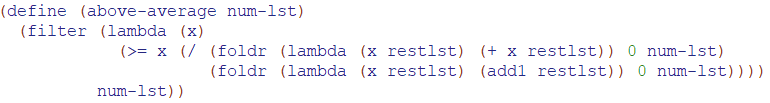 (define (above-average num-lst)
  (filter (lambda (x)
            (>= x (/ (foldr (lambda (x restlst) (+ x restlst)) 0 num-lst)
                     (foldr (lambda (x restlst) (add1 restlst)) 0 num-lst))))
          num-lst))